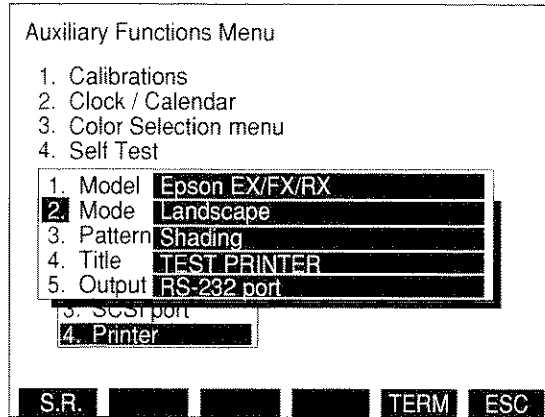 Auxiliary Functions Menu
1. Calibrations
2. Clock / Calendar
3. Color Selection menu
4. Self Test
1. Model Epson EX/FX/RX
2. Mode Landscape
3. Pattern Shading
4. Title TEST PRINTER
5. Output RS-232 port
3. SCSI port
4. Printer
S.R. TERM ESC